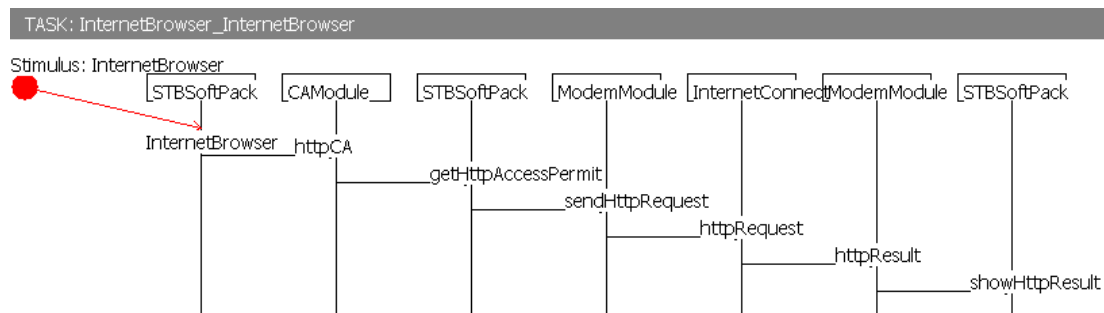 TASK: InternetBrowser_InternetBrowser
Stimulus: InternetBrowser
STBSoftPack CAModule STBSoftPack ModemModule InternetConnect ModemModule STBSoftPack
InternetBrowser httpCA
getHttpAccessPermit
sendHttpRequest
httpRequest
httpResult
showHttpResult